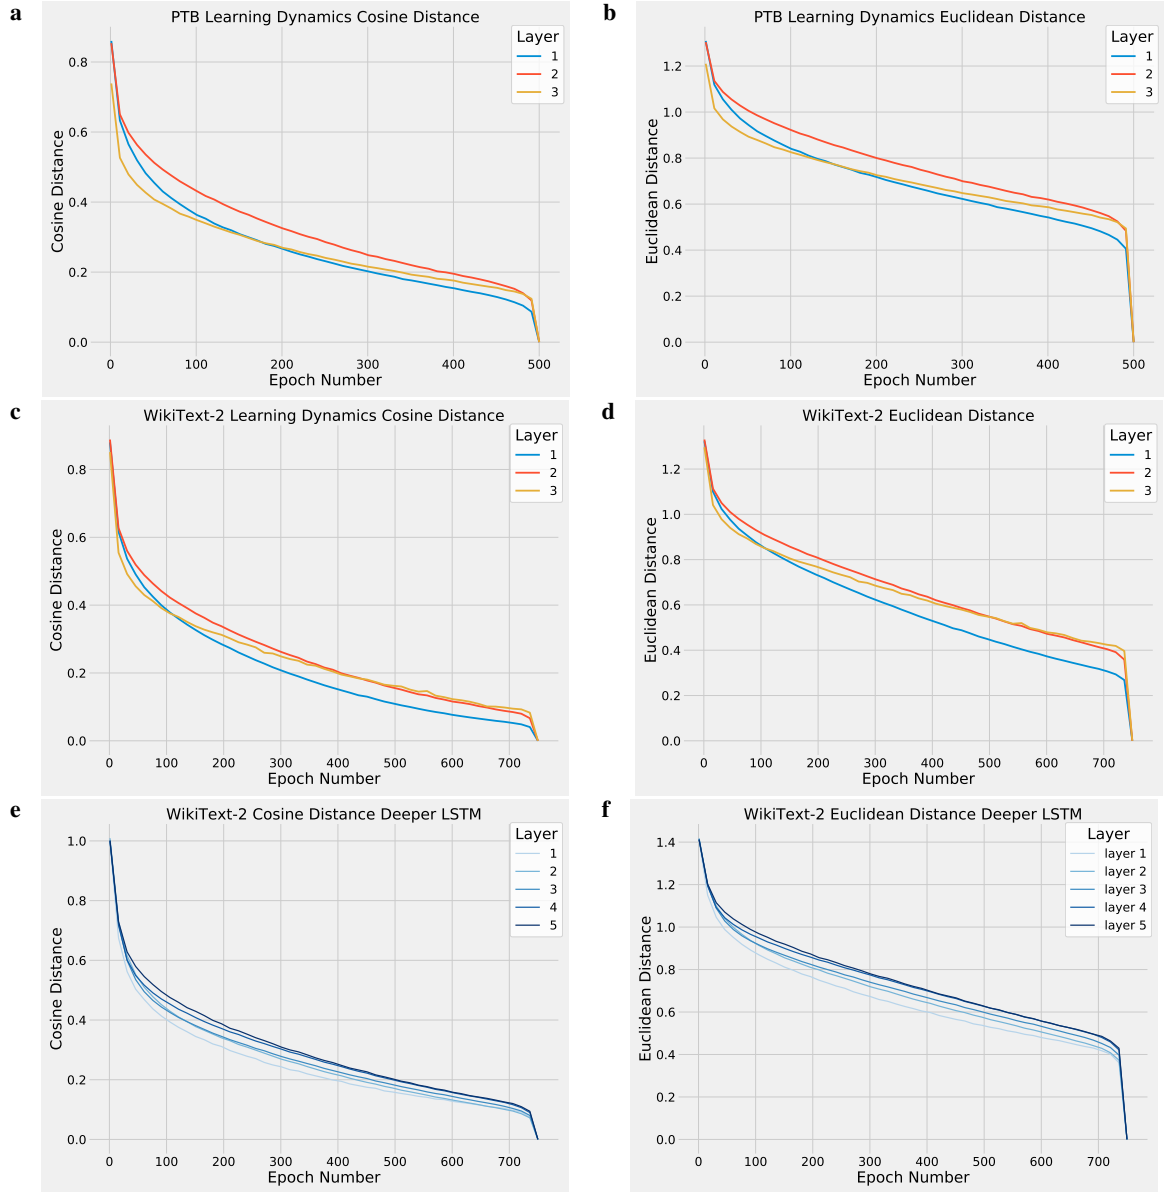 a
PTB Learning Dynamics Cosine Distance
Layer
1
2
3
0.8
0.6
0.4
0.2
0.0
Cosine Distance
0 100 200 300 400 500
Epoch Number
b
PTB Learning Dynamics Euclidean Distance
Layer
1
2
3
1.2
1.0
0.8
0.6
0.4
0.2
0.0
Euclidean Distance
0 100 200 300 400 500
Epoch Number
c
WikiText-2 Learning Dynamics Cosine Distance
Layer
1
2
3
0.8
0.6
0.4
0.2
0.0
Cosine Distance
0 100 200 300 400 500 600 700
Epoch Number
d
WikiText-2 Euclidean Distance
Layer
1
2
3
1.2
1.0
0.8
0.6
0.4
0.2
0.0
Euclidean Distance
0 100 200 300 400 500 600 700
Epoch Number
e
WikiText-2 Cosine Distance Deeper LSTM
Layer
1
2
3
4
5
1.0
0.8
0.6
0.4
0.2
0.0
Cosine Distance
0 100 200 300 400 500 600 700
Epoch Number
f
WikiText-2 Euclidean Distance Deeper LSTM
Layer
layer 1
layer 2
layer 3
layer 4
layer 5
1.4
1.2
1.0
0.8
0.6
0.4
0.2
0.0
Euclidean Distance
0 100 200 300 400 500 600 700
Epoch Number